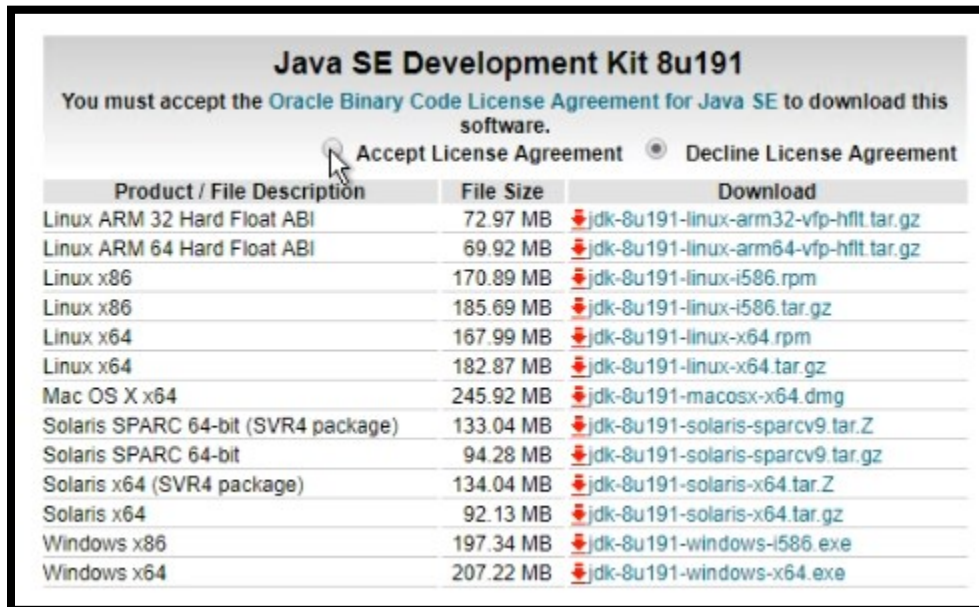 Java SE Development Kit 8u191
You must accept the Oracle Binary Code License Agreement for Java SE to download this
software.
Accept License Agreement Decline License Agreement
Product / File Description File Size Download
Linux ARM 32 Hard Float ABI 72.97 MB jdk-8u191-linux-arm32-vfp-hflt.tar.gz
Linux ARM 64 Hard Float ABI 69.92 MB jdk-8u191-linux-arm64-vfp-hflt.tar.gz
Linux x86 170.89 MB jdk-8u191-linux-i586.rpm
Linux x86 185.69 MB jdk-8u191-linux-i586.tar.gz
Linux x64 167.99 MB jdk-8u191-linux-x64.rpm
Linux x64 182.87 MB jdk-8u191-linux-x64.tar.gz
Mac OS X x64 245.92 MB jdk-8u191-macosx-x64.dmg
Solaris SPARC 64-bit (SVR4 package) 133.04 MB jdk-8u191-solaris-sparcv9.tar.Z
Solaris SPARC 64-bit 94.28 MB jdk-8u191-solaris-sparcv9.tar.gz
Solaris x64 (SVR4 package) 134.04 MB jdk-8u191-solaris-x64.tar.Z
Solaris x64 92.13 MB jdk-8u191-solaris-x64.tar.gz
Windows x86 197.34 MB jdk-8u191-windows-i586.exe
Windows x64 207.22 MB jdk-8u191-windows-x64.exe